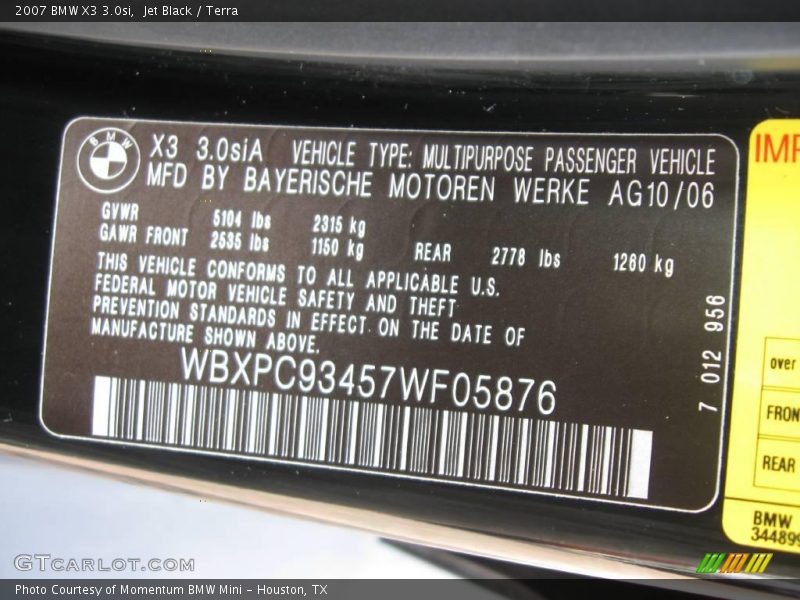 2007 BMW X3 3.0si, Jet Black / Terra
BMW
X3 3.0siA VEHICLE TYPE: MULTIPURPOSE PASSENGER VEHICLE
MFD BY BAYERISCHE MOTOREN WERKE AG10/06
GVWR 5104 lbs 2315 kg
GAWR FRONT 2535 lbs 1150 kg REAR 2778 lbs 1260 kg
THIS VEHICLE CONFORMS TO ALL APPLICABLE U.S.
FEDERAL MOTOR VEHICLE SAFETY AND THEFT
PREVENTION STANDARDS IN EFFECT ON THE DATE OF
MANUFACTURE SHOWN ABOVE.
WBXPC93457WF05876
7 012 956
IMP
over
FRON
REAR
BMW
344899
GTCARLOT.COM
Photo Courtesy of Momentum BMW Mini - Houston, TX